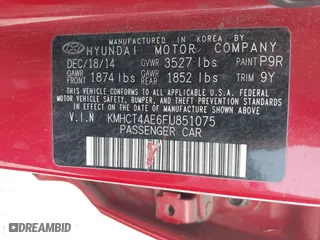 MANUFACTURED IN KOREA BY
HYUNDAI MOTOR COMPANY
DEC/18/14 GVWR 3527 lbs PAINT P9R
GAWR FRONT 1874 lbs GAWR REAR 1852 lbs TRIM 9Y
THIS VEHICLE CONFORMS TO ALL APPLICABLE U.S.
FEDERAL MOTOR VEHICLE SAFETY, BUMPER, AND THEFT
PREVENTION STANDARDS IN EFFECT ON THE DATE OF
MANUFACTURE SHOWN ABOVE.
V.I.N KMHCT4AE6FU851075
PASSENGER CAR
DREAMBID.COM